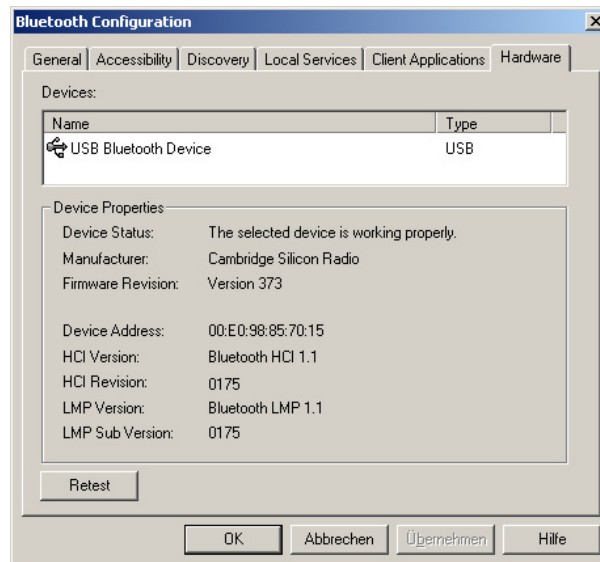 Bluetooth Configuration
General Accessibility Discovery Local Services Client Applications Hardware
Devices:
Name Type
USB Bluetooth Device USB
Device Properties
Device Status: The selected device is working properly.
Manufacturer: Cambridge Silicon Radio
Firmware Revision: Version 373
Device Address: 00:E0:98:85:70:15
HCI Version: Bluetooth HCI 1.1
HCI Revision: 0175
LMP Version: Bluetooth LMP 1.1
LMP Sub Version: 0175
Retest
OK Abbrechen Übernehmen Hilfe